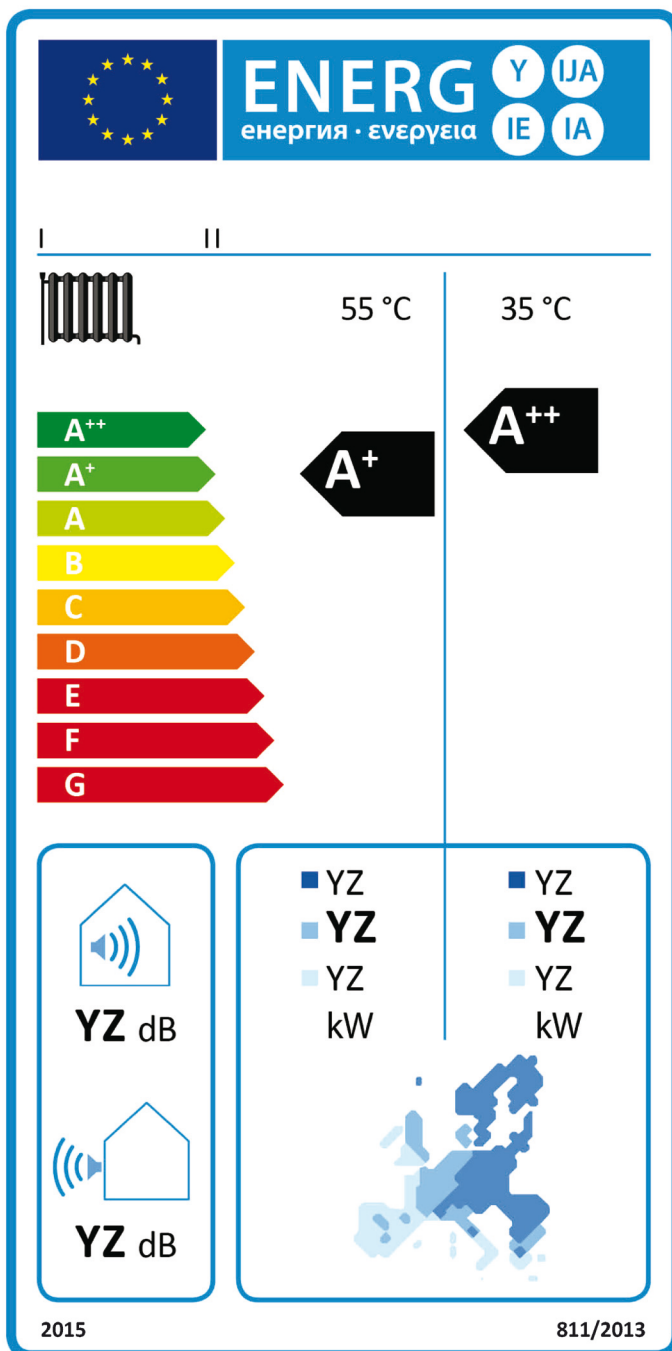 ENERG Y IJA
енергия · ενεργεια IE IA
I II
55 °C 35 °C
A++
A+
A
B
C
D
E
F
G
A+
A++
YZ dB
YZ dB
YZ YZ
YZ YZ
YZ YZ
kW kW
2015 811/2013